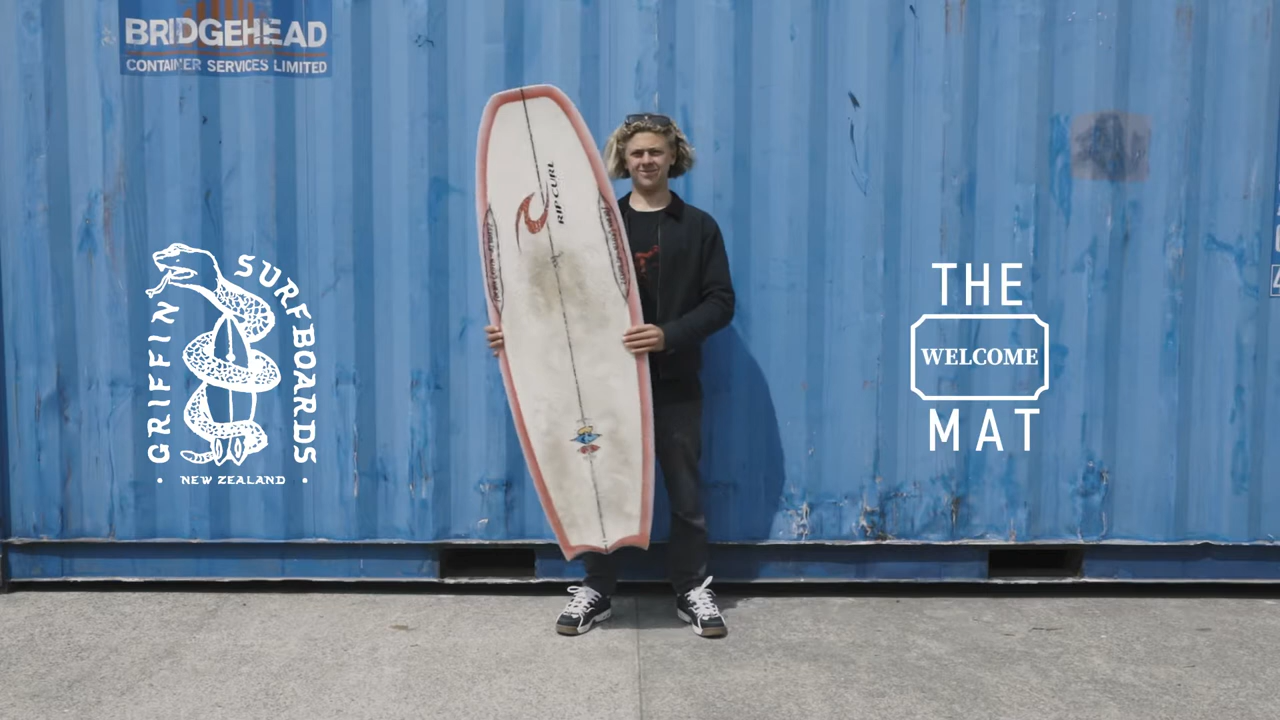 BRIDGEHEAD
CONTAINER SERVICES LIMITED
RIP CURL
GRIFFIN
SURFBOARDS
• NEW ZEALAND •
THE
WELCOME
MAT